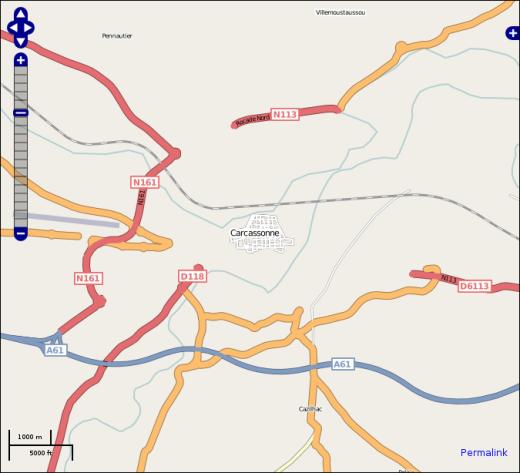 Villemoustaussou
Pennautier
Rocade Nord
N113
N161
N161
Carcassonne
N161
D118
N113
D6113
A61
A61
Cazilhac
1000 m
5000 ft
Permalink